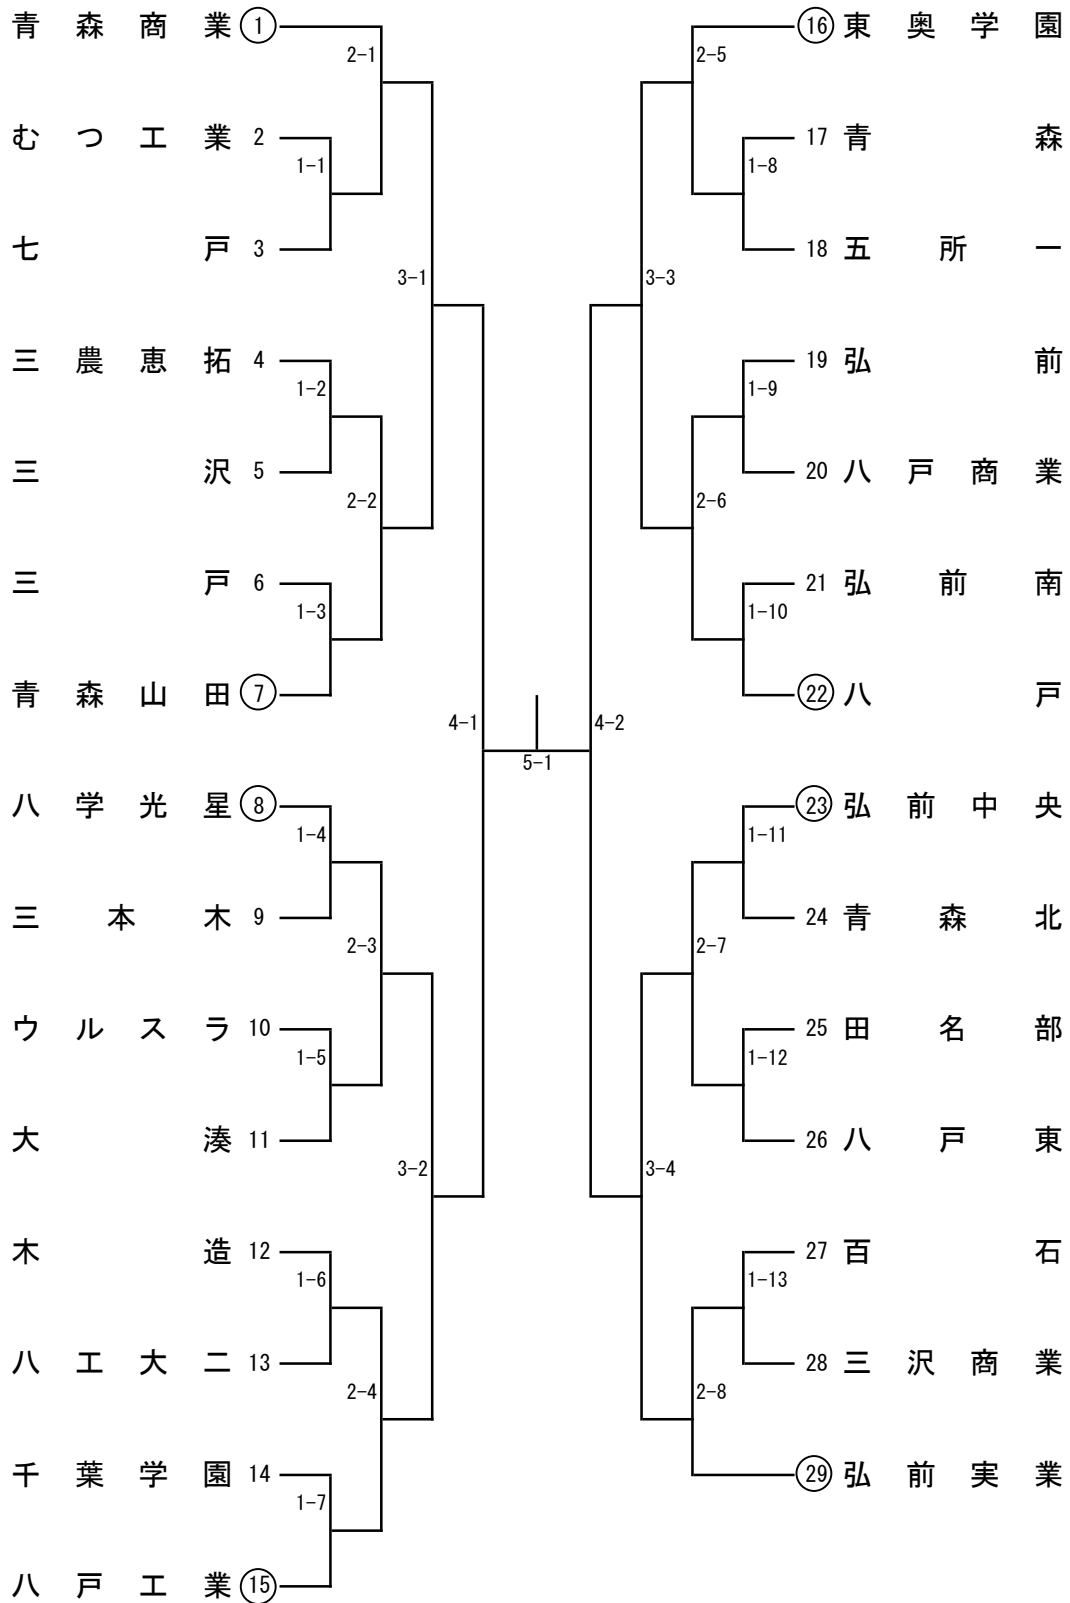 青森商業 ① ⑯ 東奥学園
2-1 2-5
むつ工業 2 17 青森
1-1 1-8
七戸 3 18 五所一
3-1 3-3
三農恵拓 4 19 弘前
1-2 1-9
三沢 5 20 八戸商業
2-2 2-6
三戸 6 21 弘前南
1-3 1-10
青森山田 ⑦ ㉒ 八戸
4-1 4-2
5-1
八学光星 ⑧ ㉓ 弘前中央
1-4 1-11
三本木 9 24 青森北
2-3 2-7
ウルスラ 10 25 田名部
1-5 1-12
大湊 11 26 八戸東
3-2 3-4
木造 12 27 百石
1-6 1-13
八工大二 13 28 三沢商業
2-4 2-8
千葉学園 14 ㉙ 弘前実業
1-7
八戸工業 ⑮